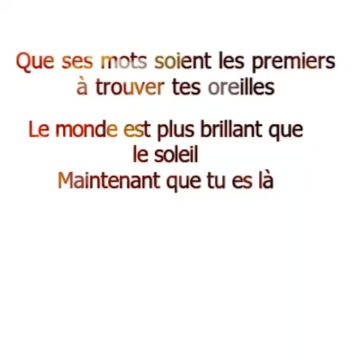 Que ses mots soient les premiers
à trouver tes oreilles
Le monde est plus brillant que
le soleil
Maintenant que tu es là